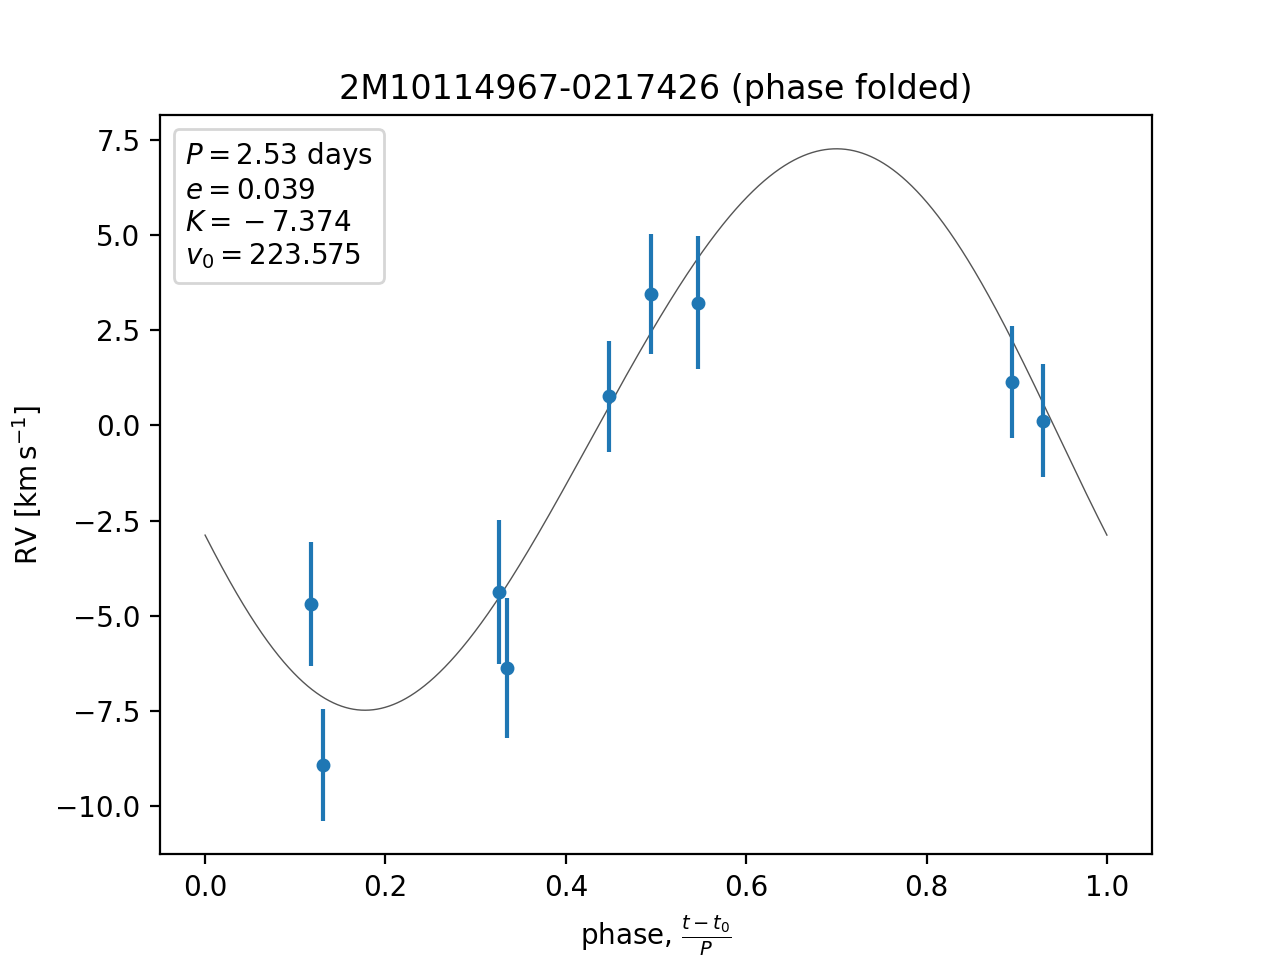 2M10114967-0217426 (phase folded)
P = 2.53 days
e = 0.039
K = −7.374
v₀ = 223.575
7.5
5.0
2.5
0.0
−2.5
−5.0
−7.5
−10.0
RV [km s⁻¹]
0.0 0.2 0.4 0.6 0.8 1.0
phase, (t − t₀)/P